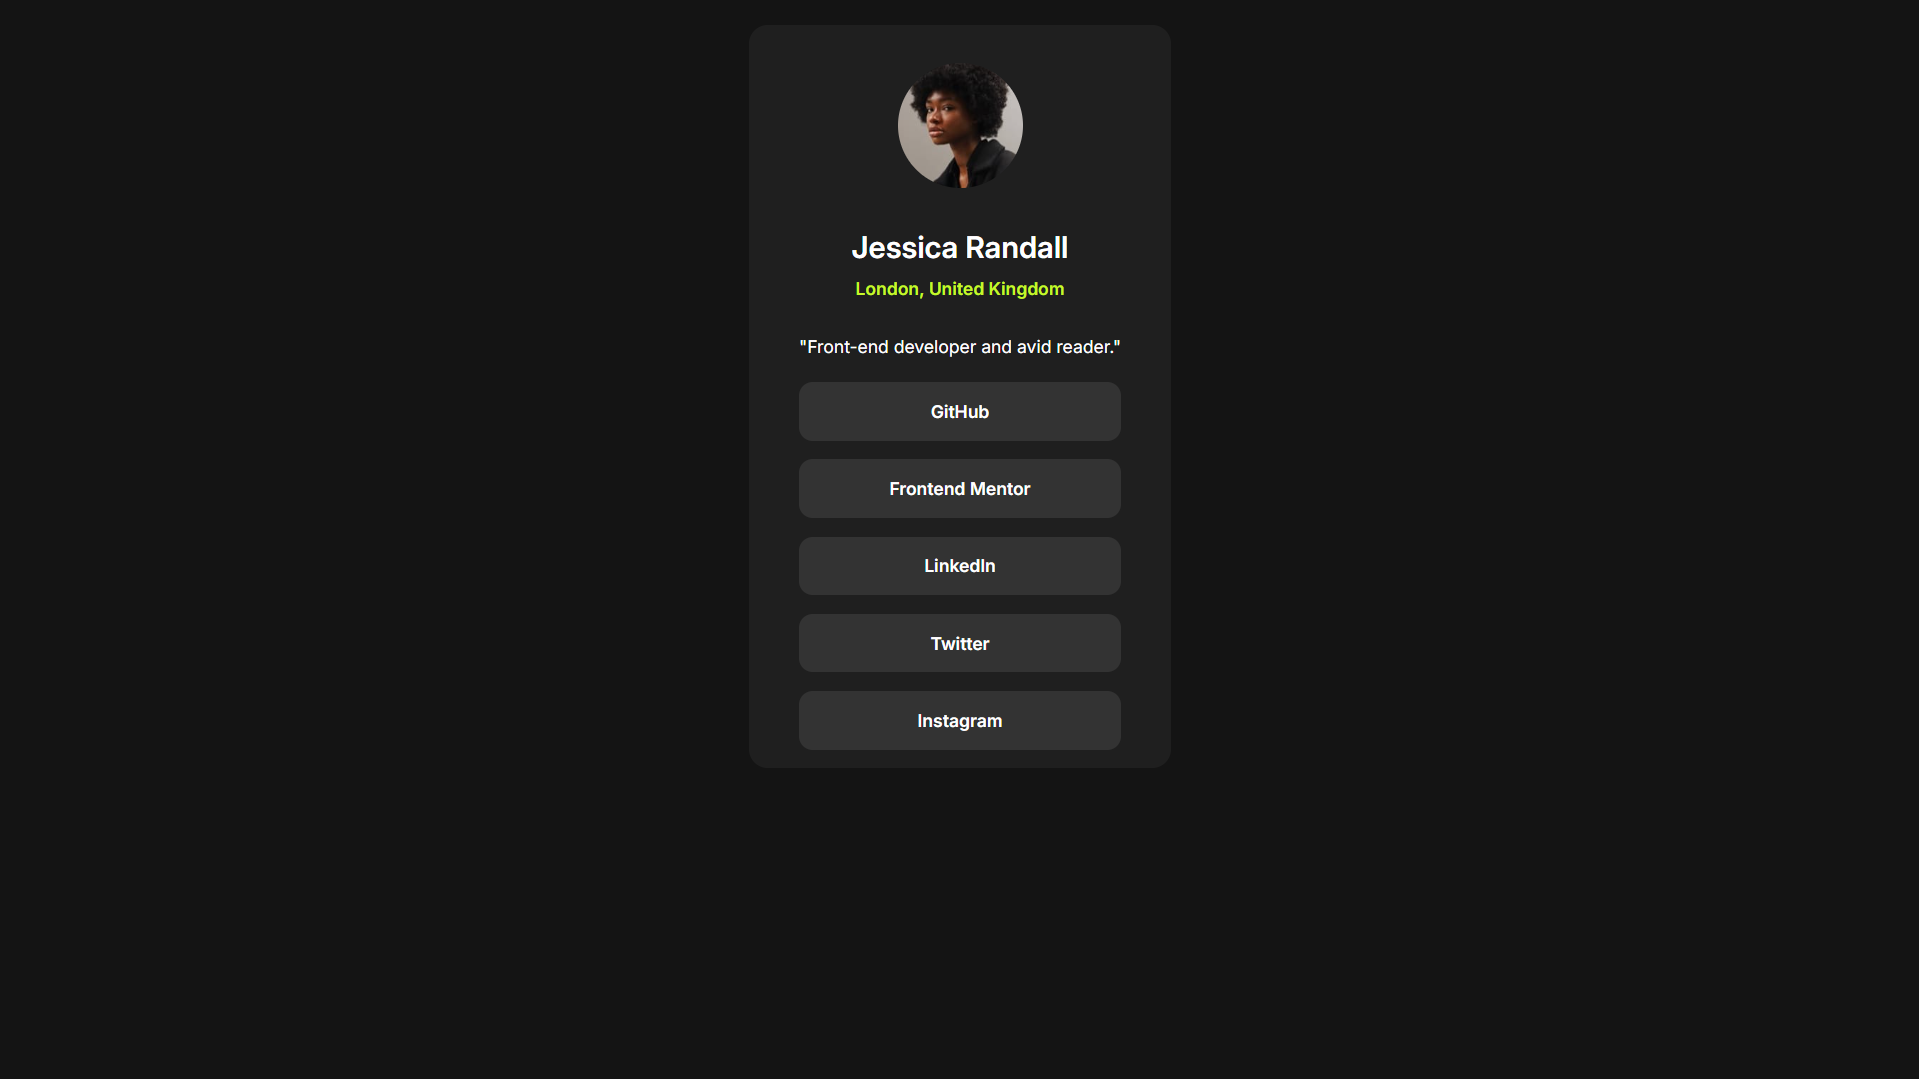 Jessica Randall
London, United Kingdom
"Front-end developer and avid reader."
GitHub
Frontend Mentor
LinkedIn
Twitter
Instagram